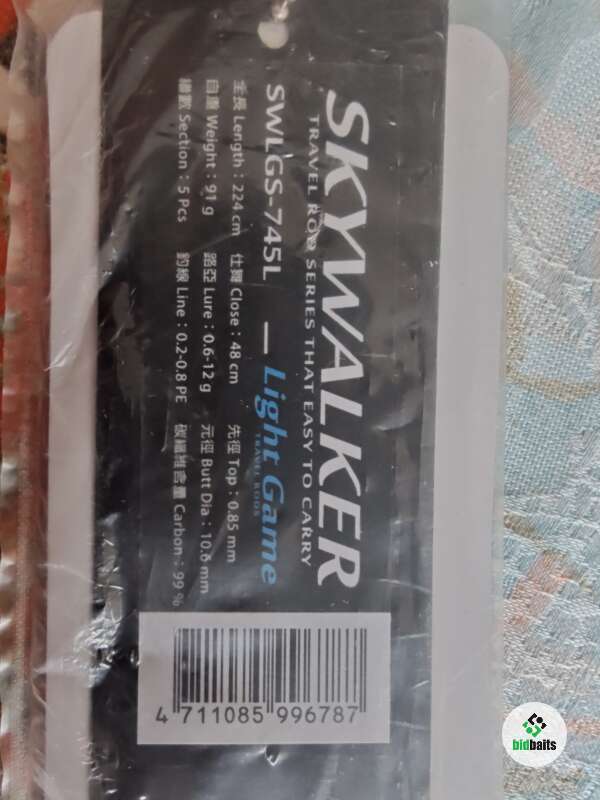 SKYWALKER
TRAVEL ROD SERIES THAT EASY TO CARRY
SWLGS-745L — Light Game
TRAVEL RODS
全長 Length : 224 cm 仕舞 Close : 48 cm 先徑 Top : 0.85 mm
自重 Weight : 91 g 路亞 Lure : 0.6-12 g 元徑 Butt Dia : 10.6 mm
繼數 Section : 5 Pcs 釣線 Line : 0.2-0.8 PE 碳纖維含量 Carbon : 99 %
4 711085 996787
bidbaits